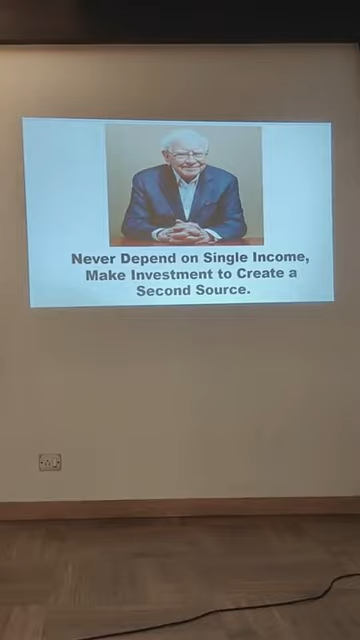 Never Depend on Single Income,
Make Investment to Create a
Second Source.